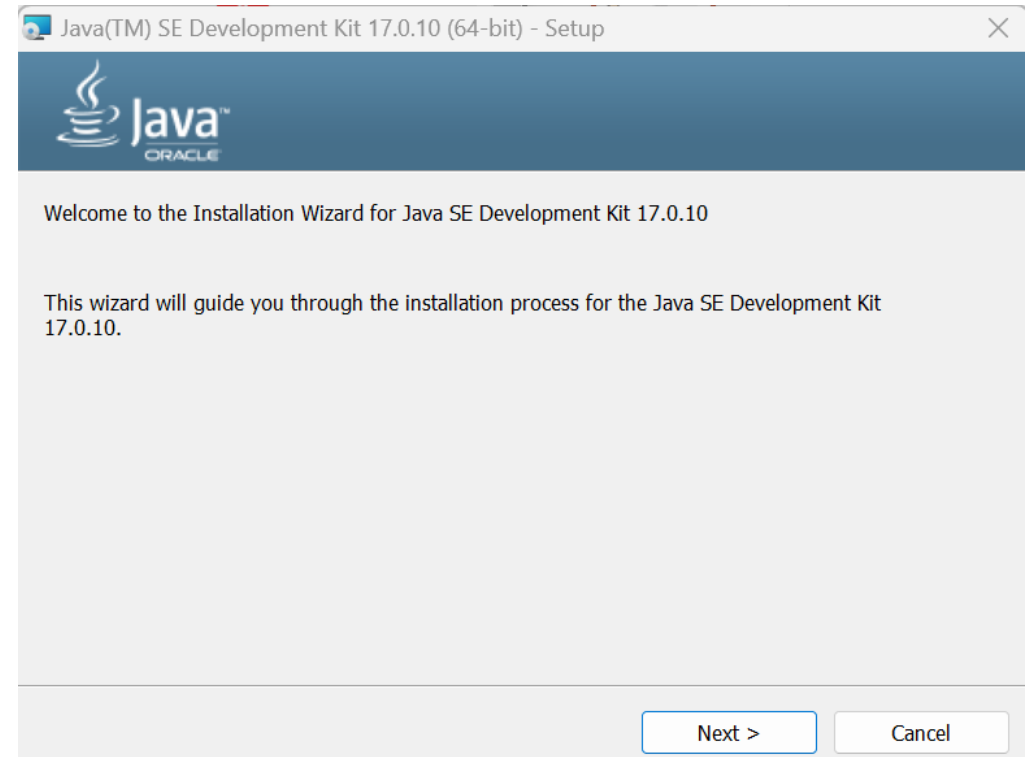 Java(TM) SE Development Kit 17.0.10 (64-bit) - Setup
Java™
ORACLE
Welcome to the Installation Wizard for Java SE Development Kit 17.0.10
This wizard will guide you through the installation process for the Java SE Development Kit
17.0.10.
Next >
Cancel